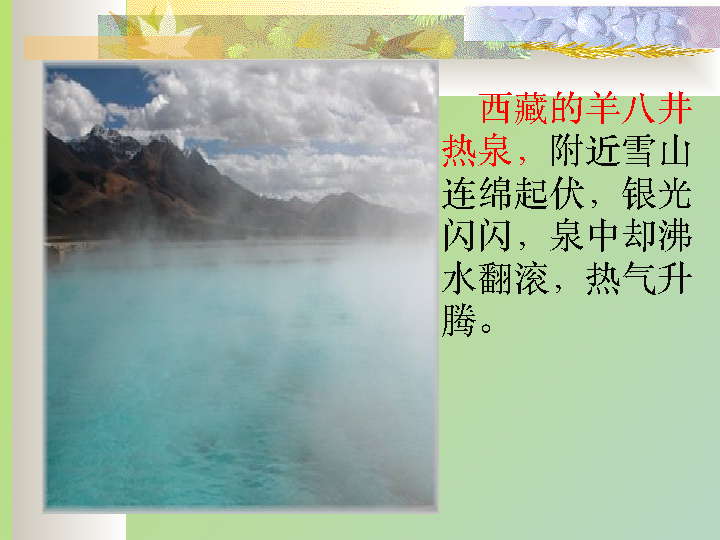 西藏的羊八井
热泉，附近雪山
连绵起伏，银光
闪闪，泉中却沸
水翻滚，热气升
腾。